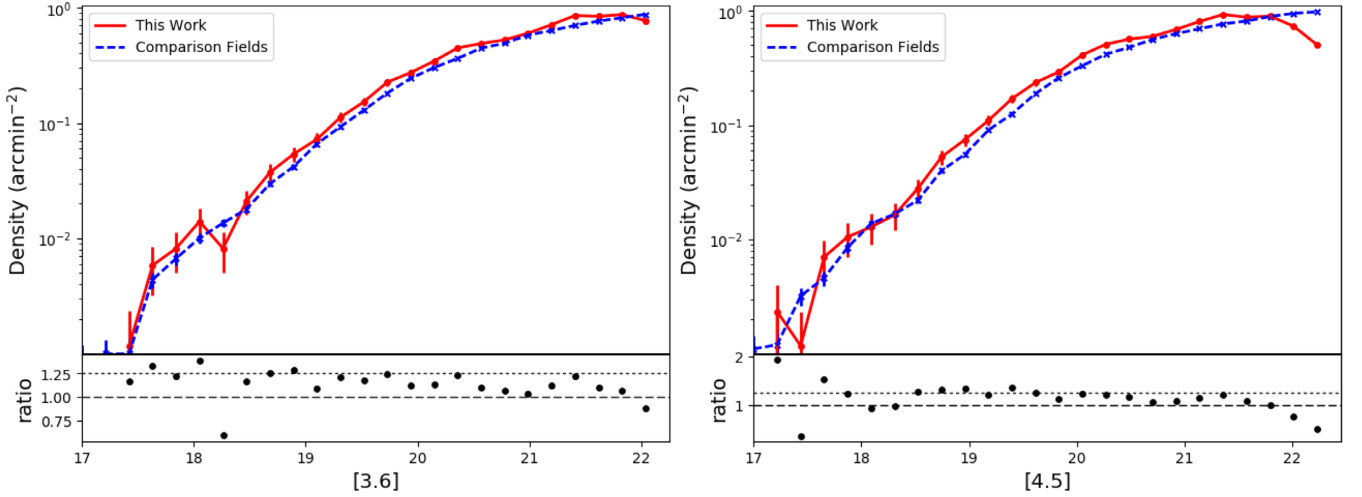 This Work
Comparison Fields
Density (arcmin⁻²)
10⁰
10⁻¹
10⁻²
ratio
1.25
1.00
0.75
17 18 19 20 21 22
[3.6]
This Work
Comparison Fields
Density (arcmin⁻²)
10⁰
10⁻¹
10⁻²
ratio
2
1
17 18 19 20 21 22
[4.5]